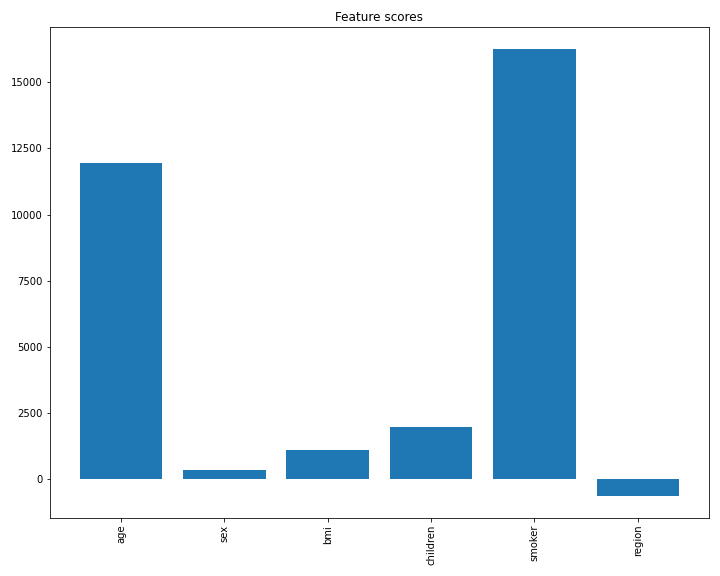 Feature scores
15000
12500
10000
7500
5000
2500
0
age
sex
bmi
children
smoker
region